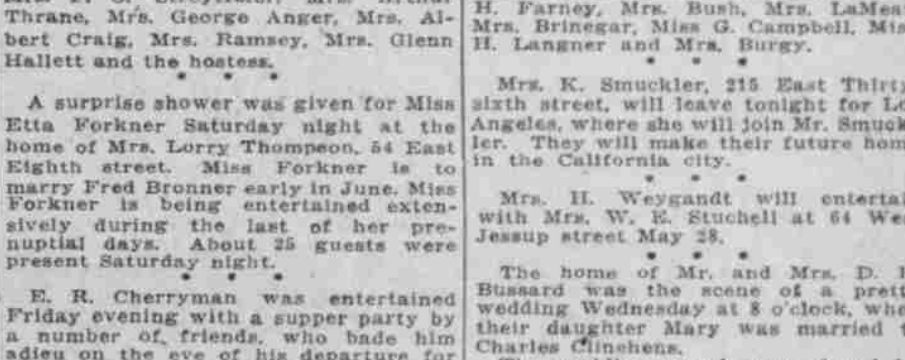 Thrane, Mrs. George Anger, Mrs. Al-
bert Craig, Mrs. Ramsey, Mrs. Glenn
Hallett and the hostess.
* * *
A surprise shower was given for Miss
Etta Forkner Saturday night at the
home of Mrs. Lorry Thompson, 54 East
Eighth street. Miss Forkner is to
marry Fred Bronner early in June. Miss
Forkner is being entertained exten-
sively during the last of her pre-
nuptial days. About 25 guests were
present Saturday night.
* * *
E. R. Cherryman was entertained
Friday evening with a supper party by
a number of friends, who bade him
adieu on the eve of his departure for
H. Farney, Mrs. Bush, Mrs.
Mrs. Brinegar, Miss G. Campbell,
H. Langner and Mrs. Burgy.
* * *
Mrs. K. Smuckler, 215 East Thirty
sixth street, will leave tonight for
Angeles, where she will join Mr. Smuck
ler. They will make their future hom
in the California city.
* * *
Mrs. H. Weygandt will entertai
with Mrs. W. E. Stuchell at 64 Wes
Jessup street May 28.
* * *
The home of Mr. and Mrs. D.
Bussard was the scene of a prett
wedding Wednesday at 8 o'clock, whe
their daughter Mary was married t
Charles Clinehens.